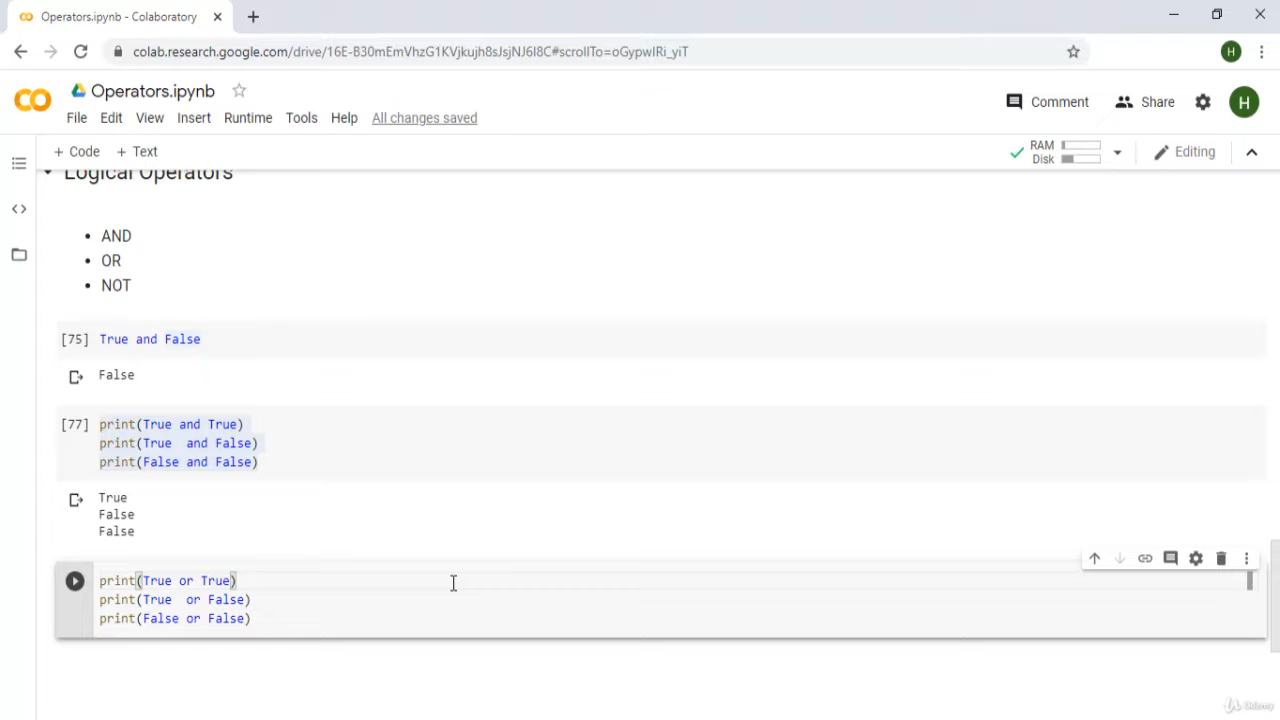 Operators.ipynb - Colaboratory
colab.research.google.com/drive/16E-B30mEmVhzG1KVjkujh8sJsjNJ6I8C#scrollTo=oGypwIRi_yiT
H
CO
Operators.ipynb
Comment
Share
H
File Edit View Insert Runtime Tools Help All changes saved
+ Code + Text
RAM
Disk
Editing
Logical Operators
• AND
• OR
• NOT
[75] True and False
False
[77] print(True and True)
print(True  and False)
print(False and False)
True
False
False
print(True or True)
print(True  or False)
print(False or False)
Udemy